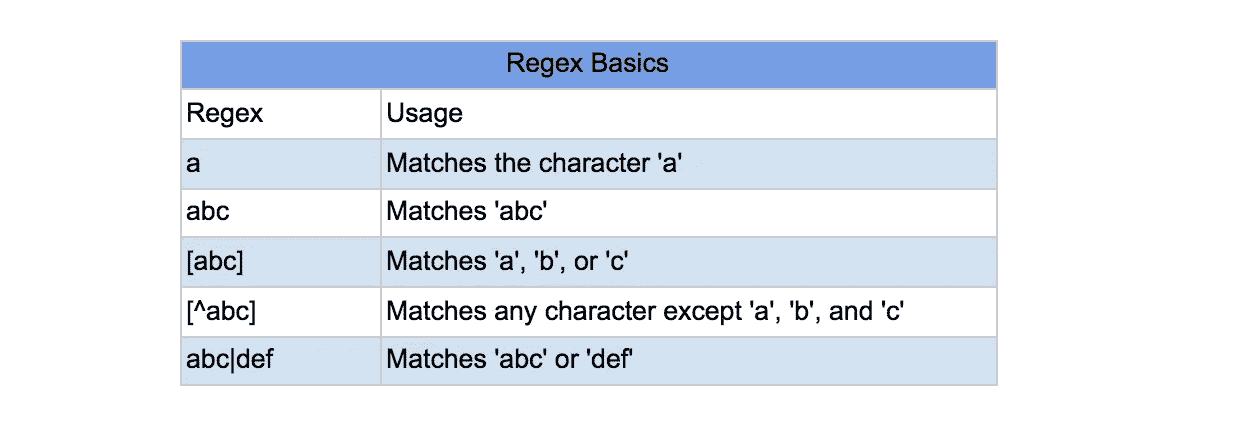 Regex Basics
Regex Usage
a Matches the character 'a'
abc Matches 'abc'
[abc] Matches 'a', 'b', or 'c'
[^abc] Matches any character except 'a', 'b', and 'c'
abc|def Matches 'abc' or 'def'